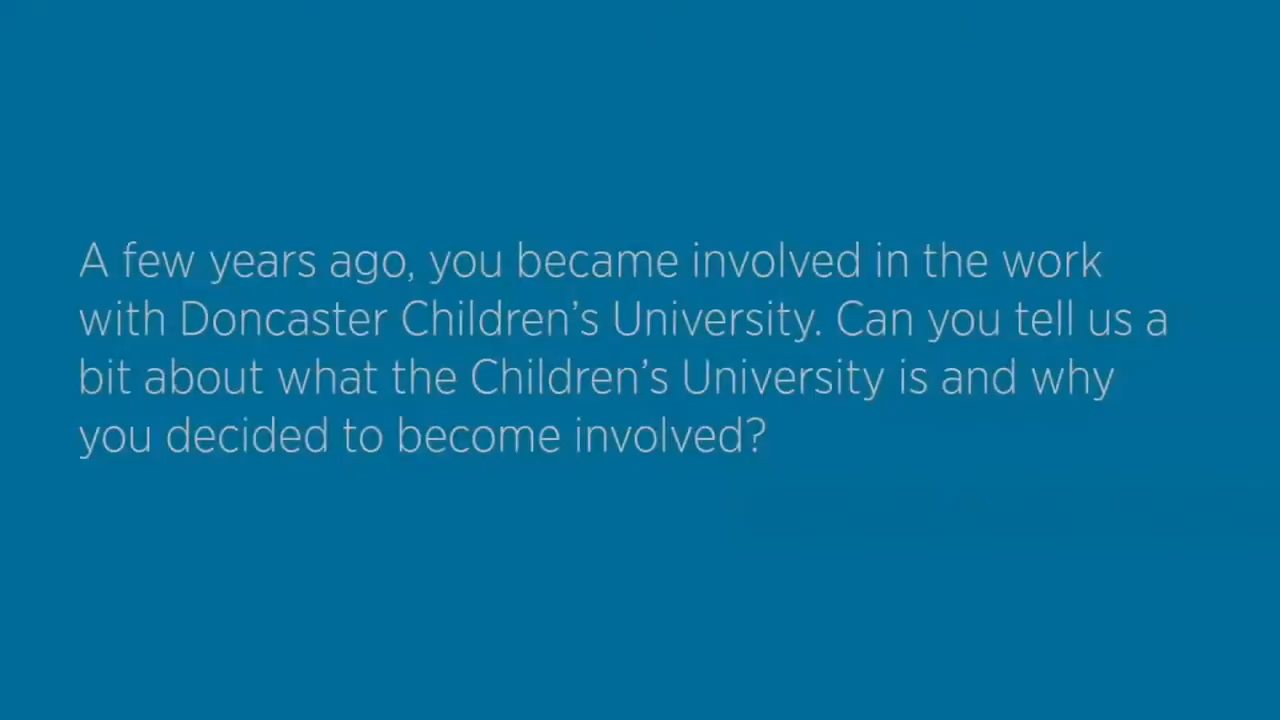 A few years ago, you became involved in the work
with Doncaster Children’s University. Can you tell us a
bit about what the Children’s University is and why
you decided to become involved?